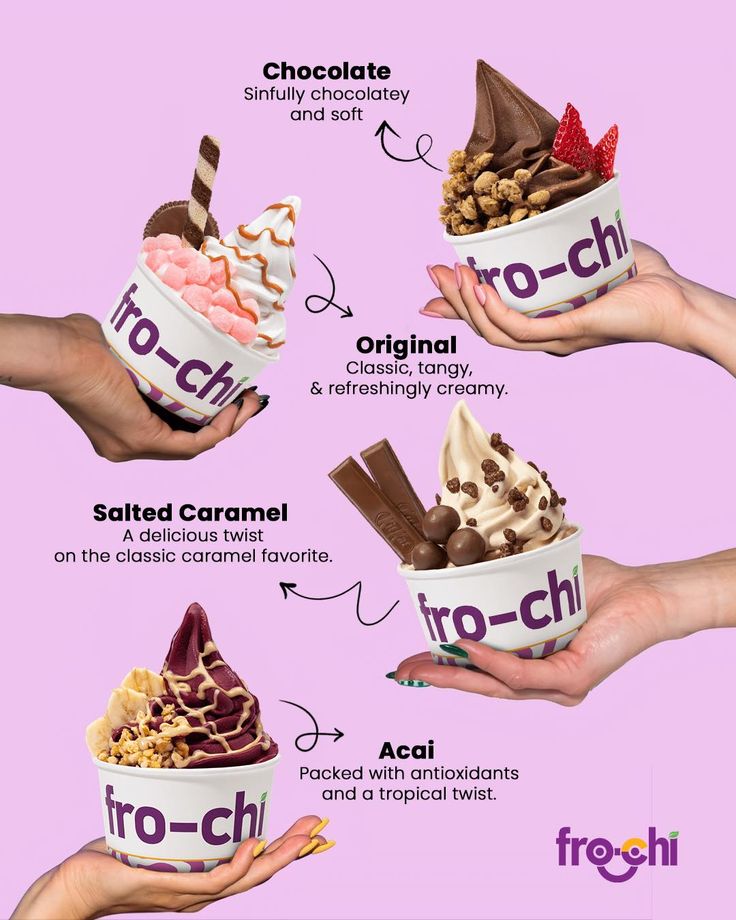 Chocolate
Sinfully chocolatey
and soft
fro-chi
fro-chi
Original
Classic, tangy,
& refreshingly creamy.
Salted Caramel
A delicious twist
on the classic caramel favorite.
fro-chi
Acai
Packed with antioxidants
and a tropical twist.
fro-chi
fro-chi